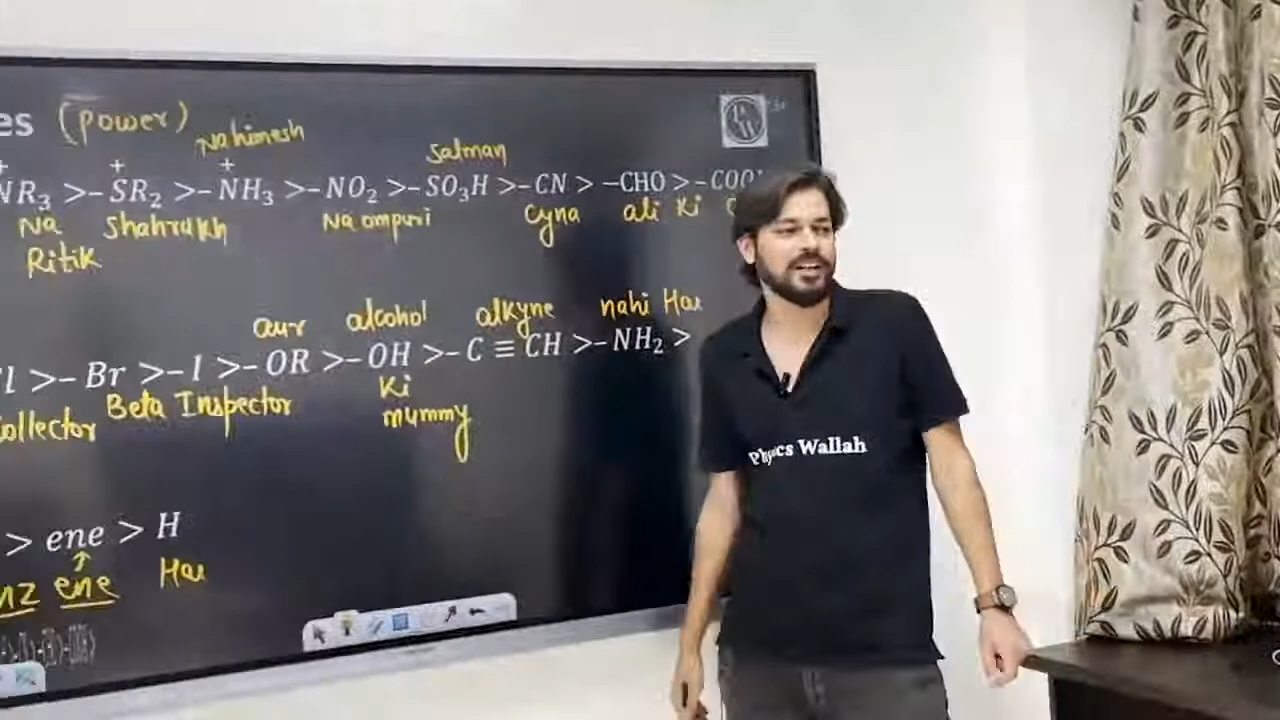 es (power)
Nahimesh Salman
NR₃ >– SR₂ >– NH₃ >– NO₂ >– SO₃H >– CN > –CHO >– COO
+ + +
Na Shahrukh Na ompuri Cyna ali Ki
Ritik
aur alcohol alkyne nahi Hai
l >– Br >– I >– OR >– OH >– C ≡ CH >– NH₂ >
ollector Beta Inspector Ki
mummy
> ene > H
nz ene Hai
Physics Wallah